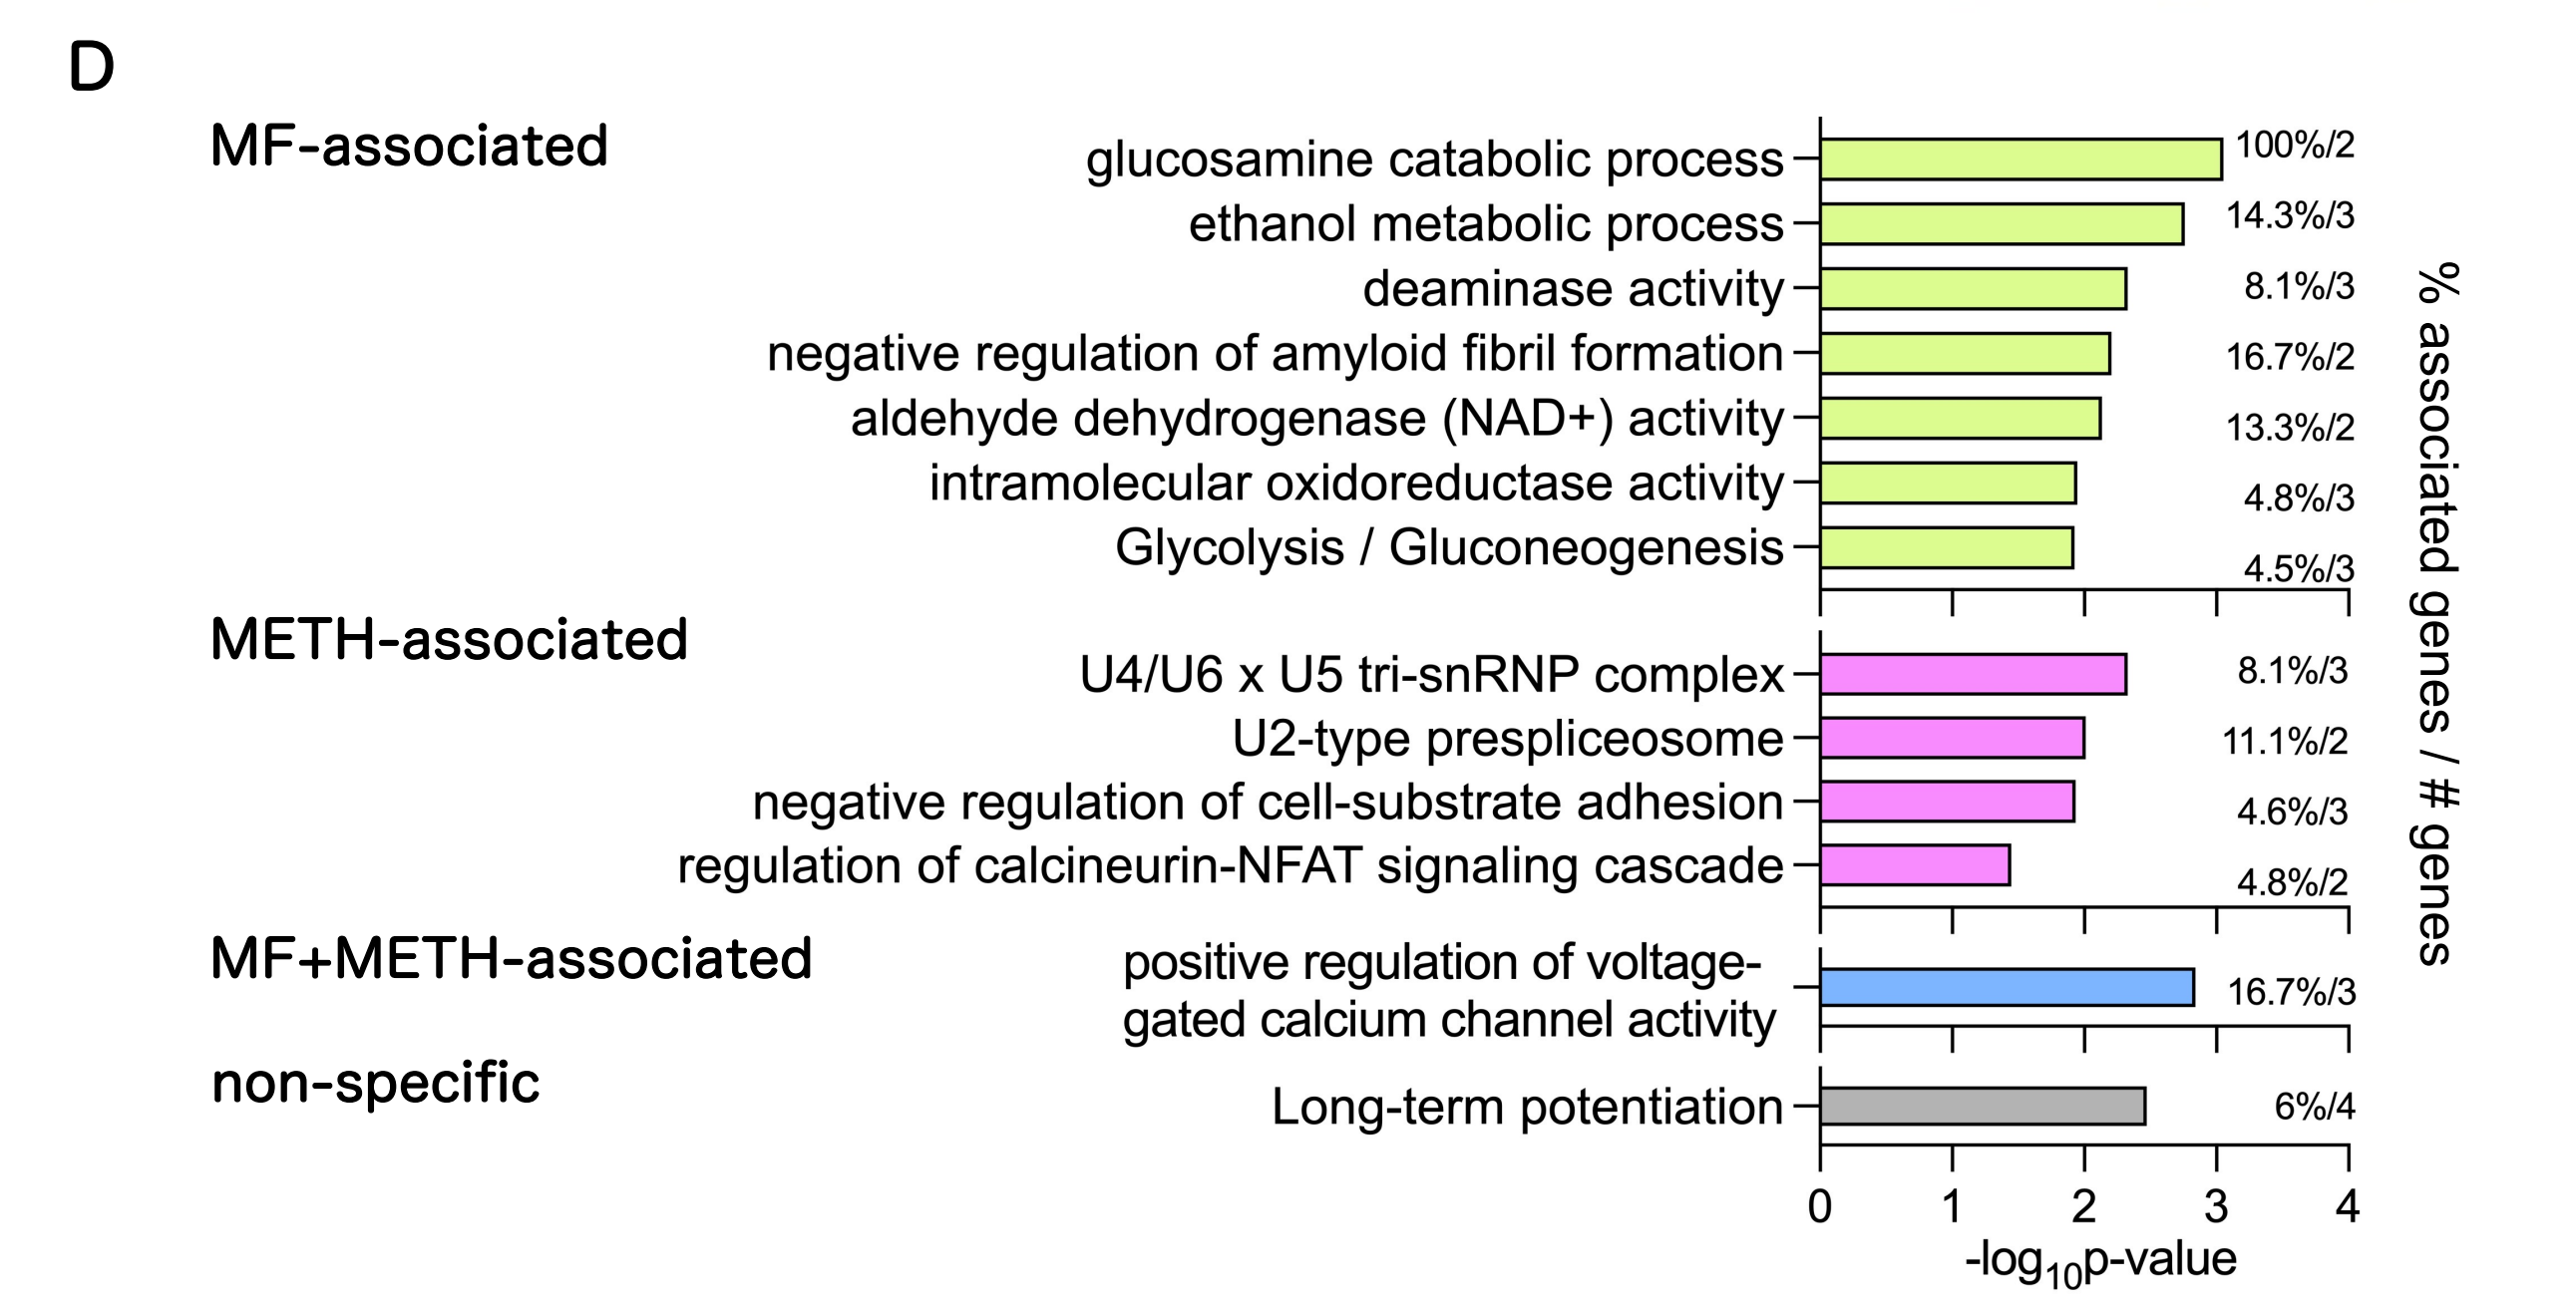 D
MF-associated
glucosamine catabolic process
100%/2
ethanol metabolic process
14.3%/3
deaminase activity
8.1%/3
negative regulation of amyloid fibril formation
16.7%/2
aldehyde dehydrogenase (NAD+) activity
13.3%/2
intramolecular oxidoreductase activity
4.8%/3
Glycolysis / Gluconeogenesis
4.5%/3
METH-associated
U4/U6 x U5 tri-snRNP complex
8.1%/3
U2-type prespliceosome
11.1%/2
negative regulation of cell-substrate adhesion
4.6%/3
regulation of calcineurin-NFAT signaling cascade
4.8%/2
MF+METH-associated
positive regulation of voltage-
gated calcium channel activity
16.7%/3
non-specific
Long-term potentiation
6%/4
0 1 2 3 4
-log10p-value
% associated genes / # genes